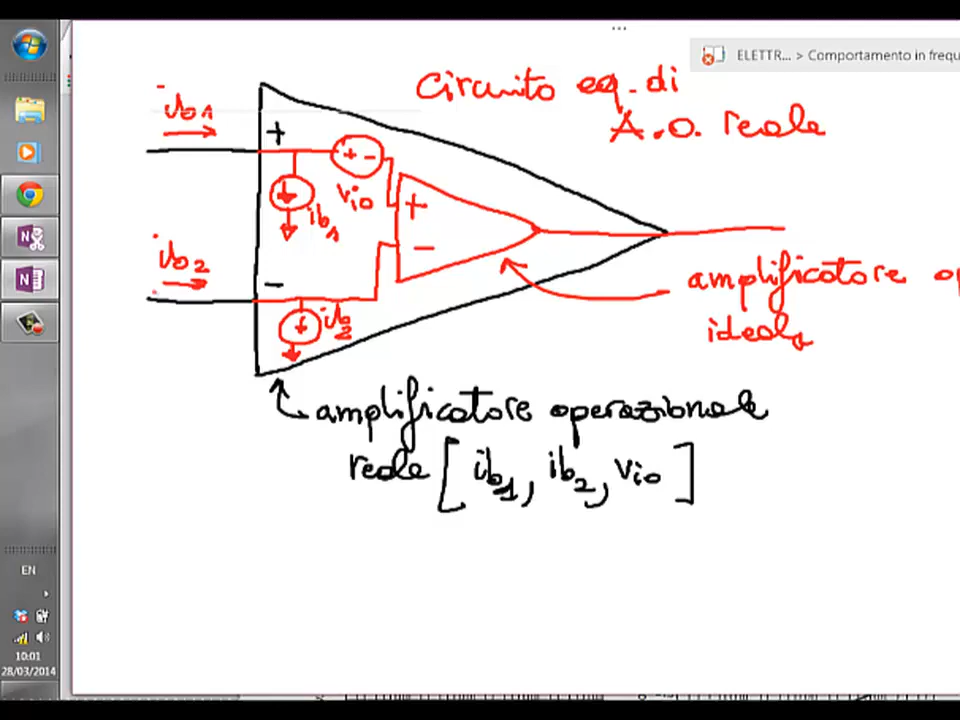 ELETTR... > Comportamento in frequ
circuito eq. di
A.O. reale
ib1
+
+ -
vio
ib1
+
-
ib2
-
ib2
amplificatore op
ideale
amplificatore operazionale
reale [ ib1, ib2, vio ]
EN
10:01
28/03/2014